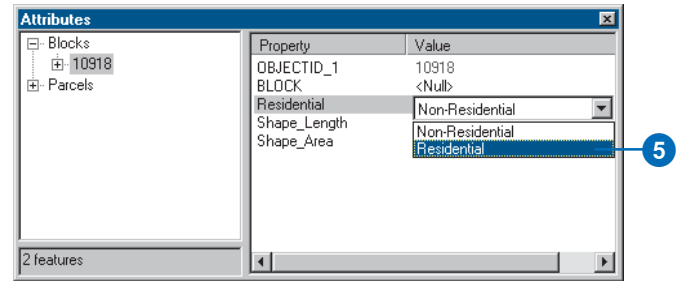 Attributes
Blocks
10918
Parcels
2 features
Property Value
OBJECTID_1 10918
BLOCK <Null>
Residential Non-Residential
Shape_Length Non-Residential
Shape_Area Residential
5